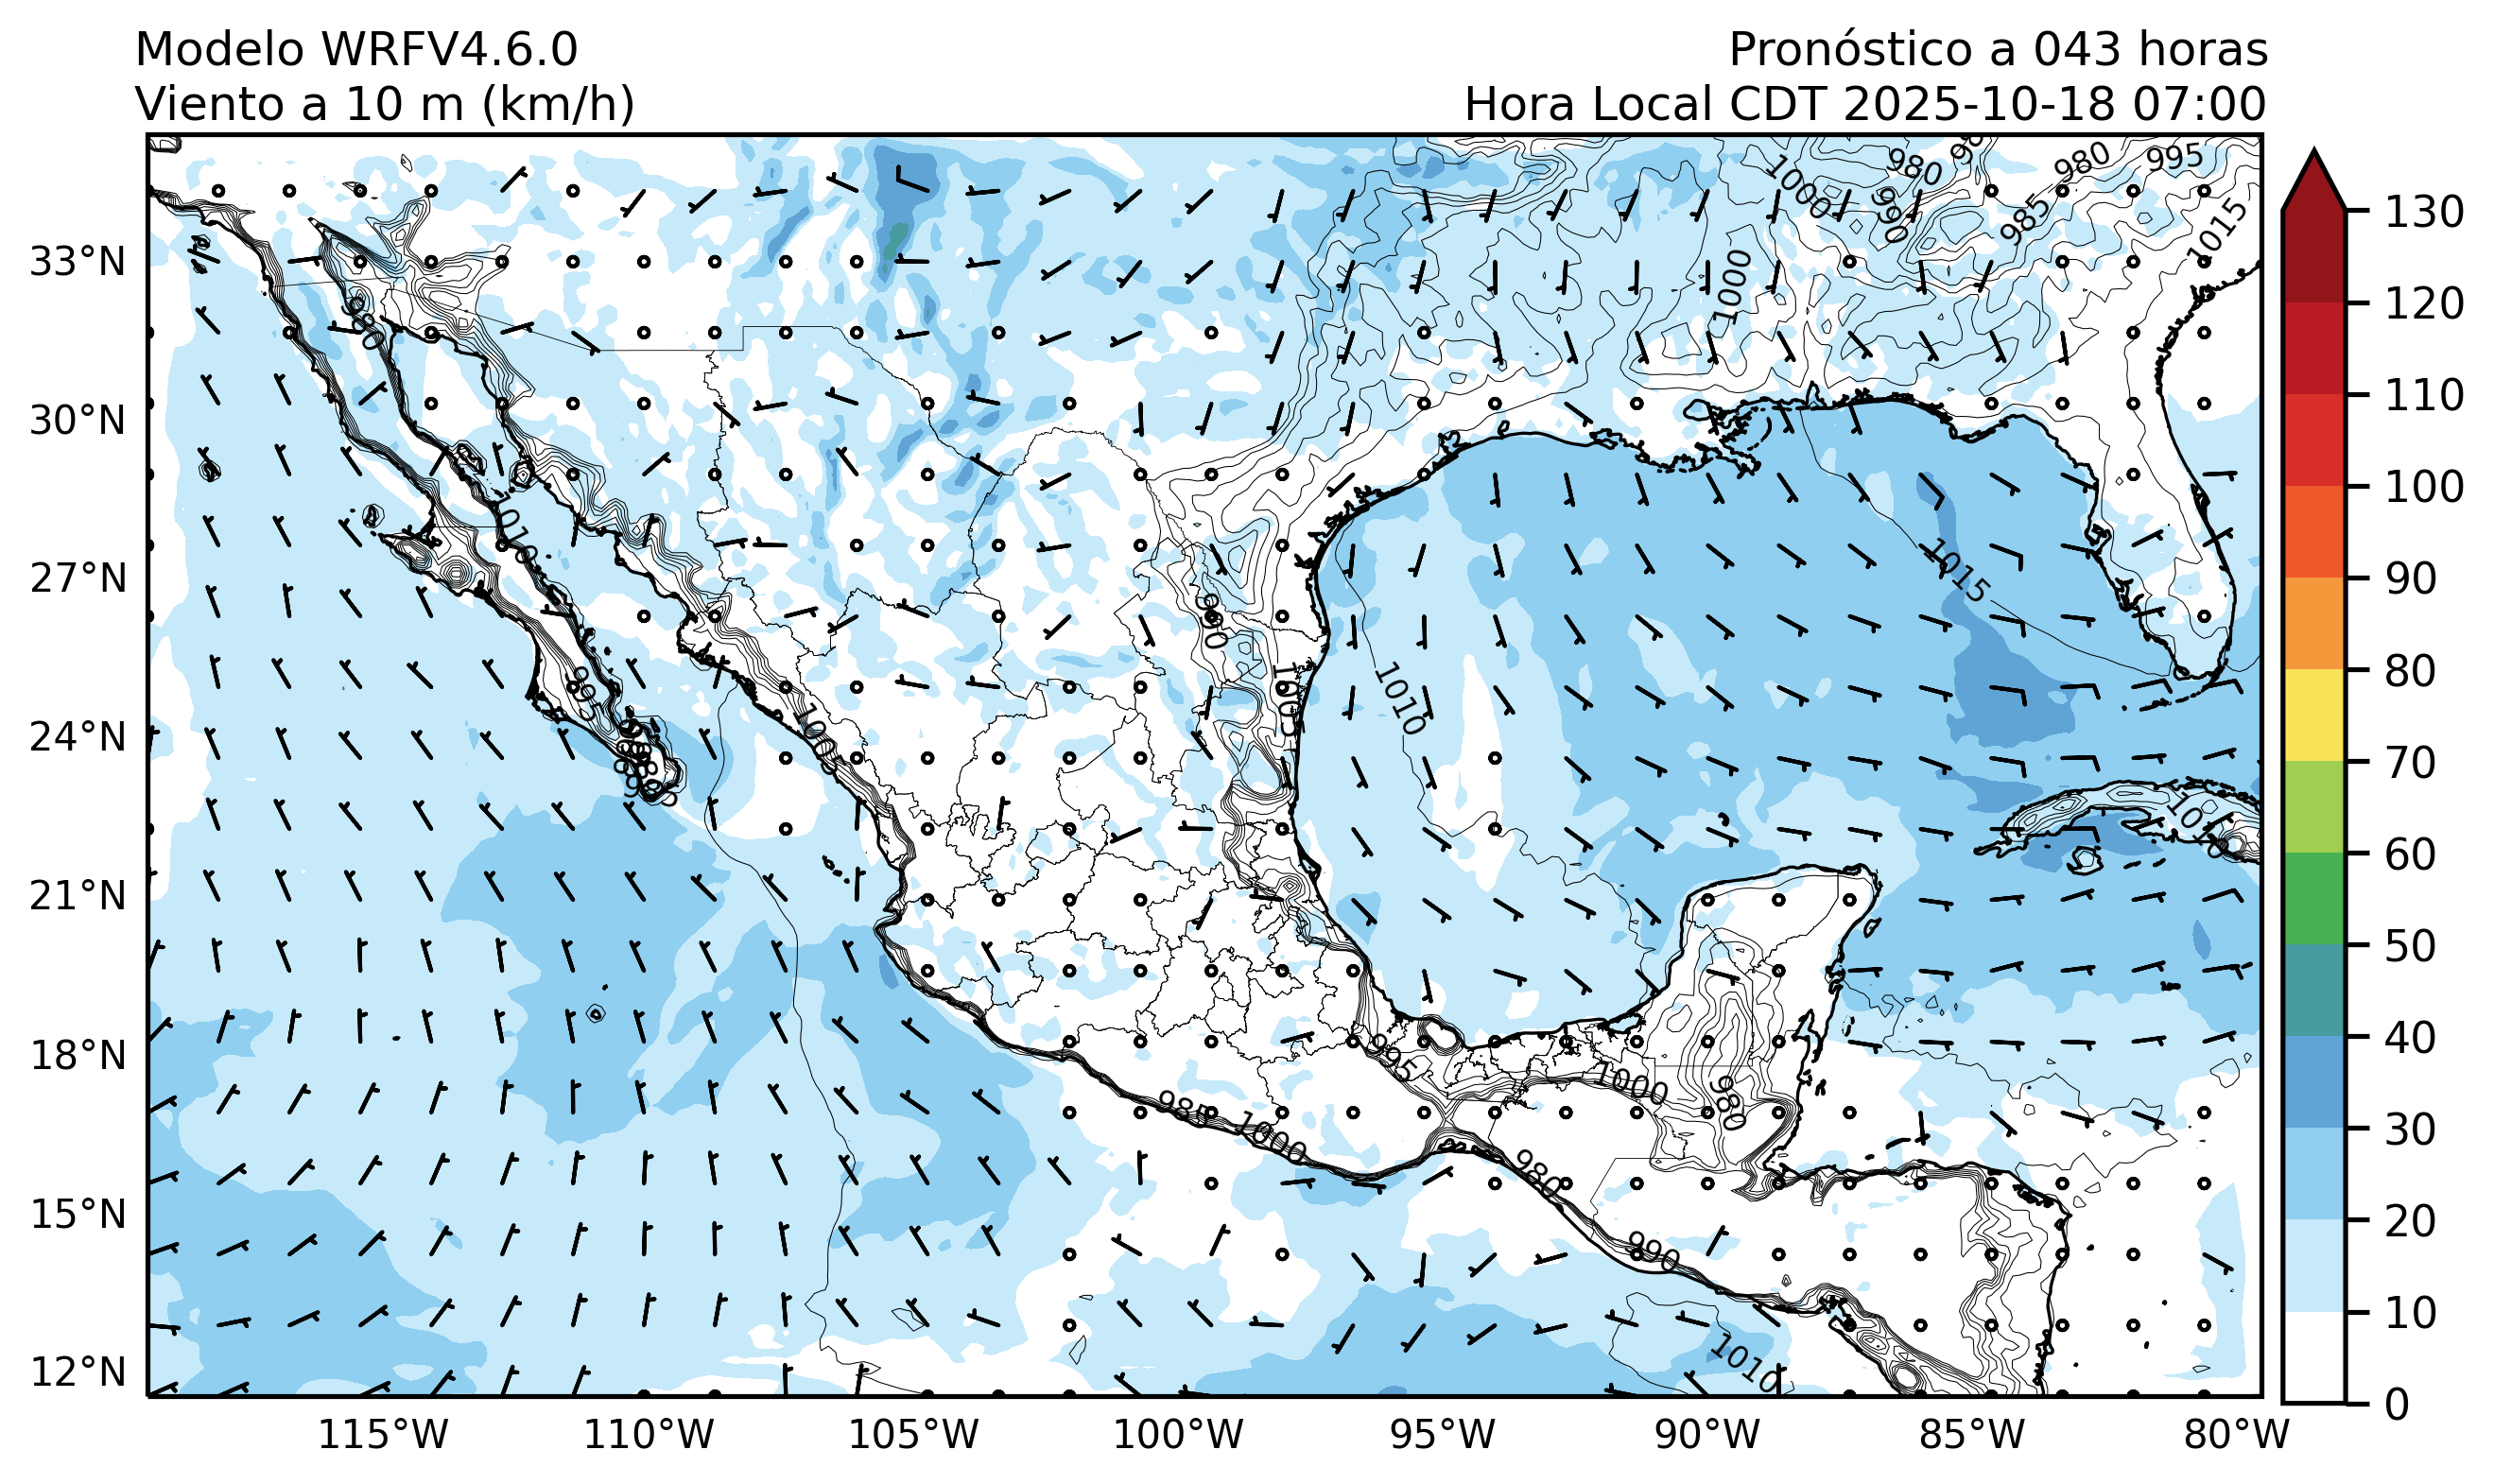 Modelo WRFV4.6.0
Pronóstico a 043 horas
Viento a 10 m (km/h)
Hora Local CDT 2025-10-18 07:00
980
980
995
1000
990
985
1015
1000
980
1010
1015
990
995
1005
1010
1005
985
1010
995
1000
980
985
1000
980
990
1010
33°N
30°N
27°N
24°N
21°N
18°N
15°N
12°N
115°W
110°W
105°W
100°W
95°W
90°W
85°W
80°W
130
120
110
100
90
80
70
60
50
40
30
20
10
0